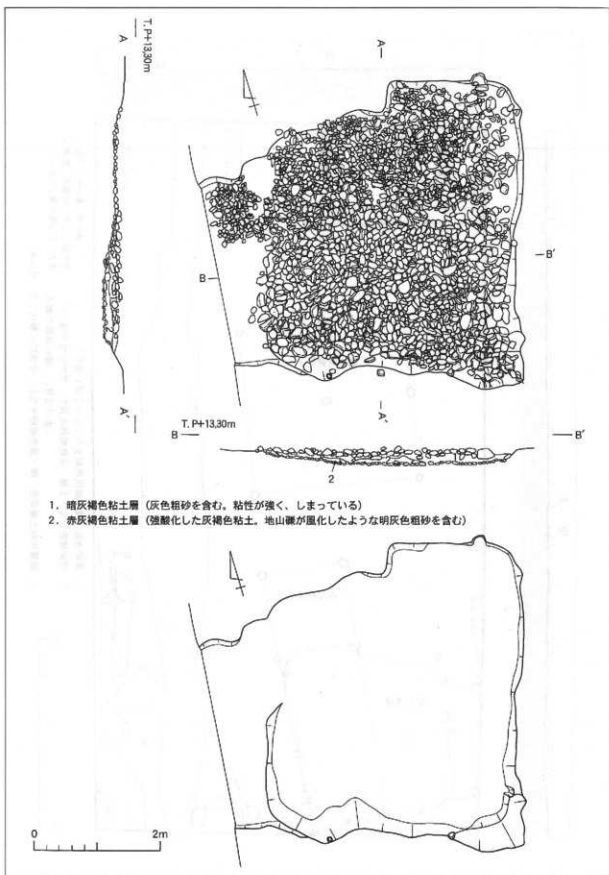 T.P+13,30m
A
A'
A
B
B'
A'
T.P+13,30m
B
B'
2
1. 暗灰褐色粘土層（灰色粗砂を含む。粘性が強く、しまっている）
2. 赤灰褐色粘土層（強酸化した灰褐色粘土。地山礫が風化したような明灰色粗砂を含む）
0
2m